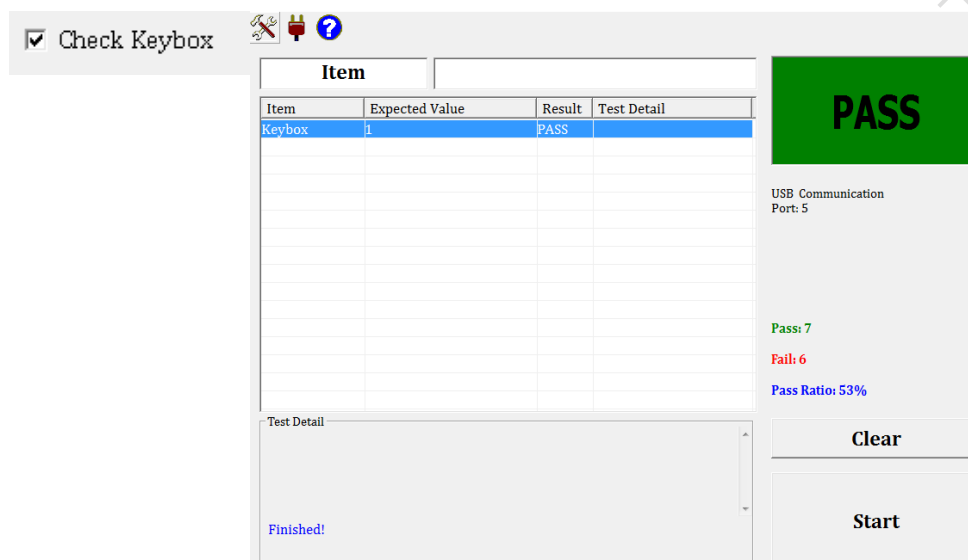 Check Keybox
?
Item
Item Expected Value Result Test Detail
Keybox 1 PASS
PASS
USB Communication
Port: 5
Pass: 7
Fail: 6
Pass Ratio: 53%
Test Detail
Finished!
Clear
Start